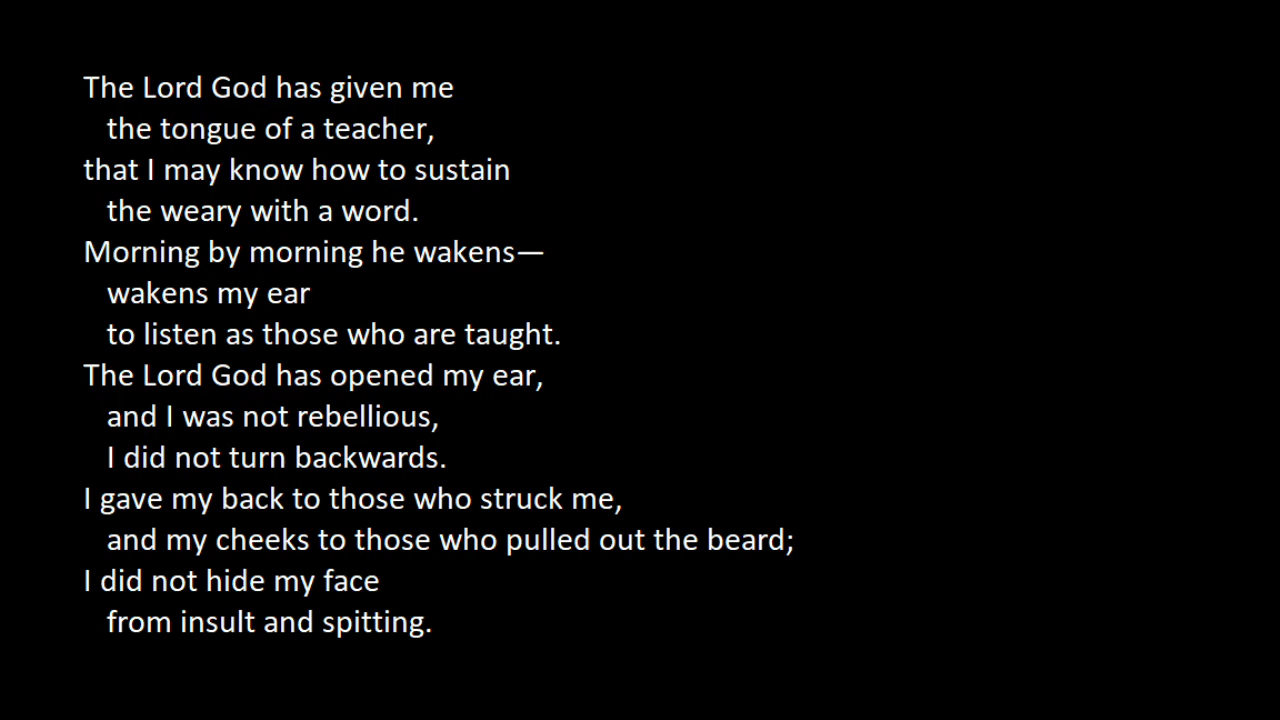 The Lord God has given me
the tongue of a teacher,
that I may know how to sustain
the weary with a word.
Morning by morning he wakens—
wakens my ear
to listen as those who are taught.
The Lord God has opened my ear,
and I was not rebellious,
I did not turn backwards.
I gave my back to those who struck me,
and my cheeks to those who pulled out the beard;
I did not hide my face
from insult and spitting.